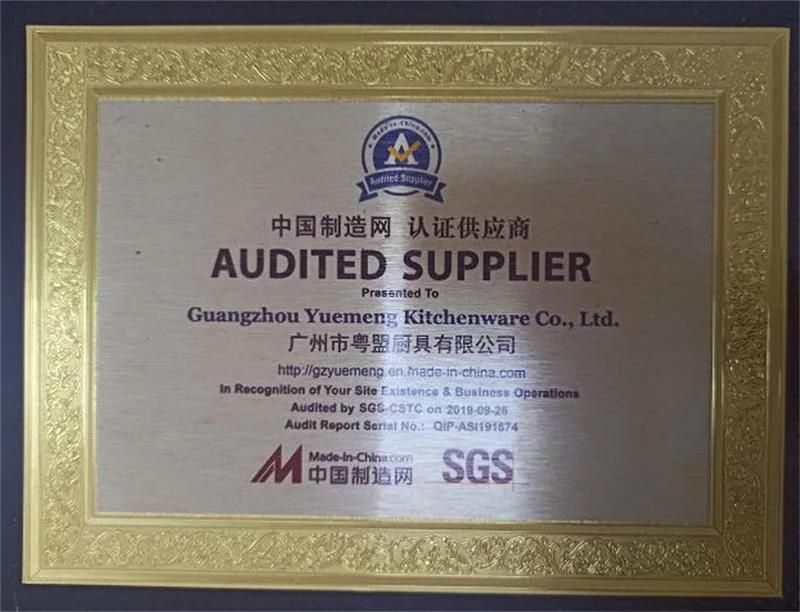 Made-in-China.com
A
Audited Supplier
中国制造网 认证供应商
AUDITED SUPPLIER
Presented To
Guangzhou Yuemeng Kitchenware Co., Ltd.
广州市粤盟厨具有限公司
http://gzyuemeng.en.made-in-china.com
In Recognition of Your Site Existence & Business Operations
Audited by SGS-CSTC on 2019-09-26
Audit Report Serial No.: QIP-ASI191674
Made-in-China.com
中国制造网
SGS